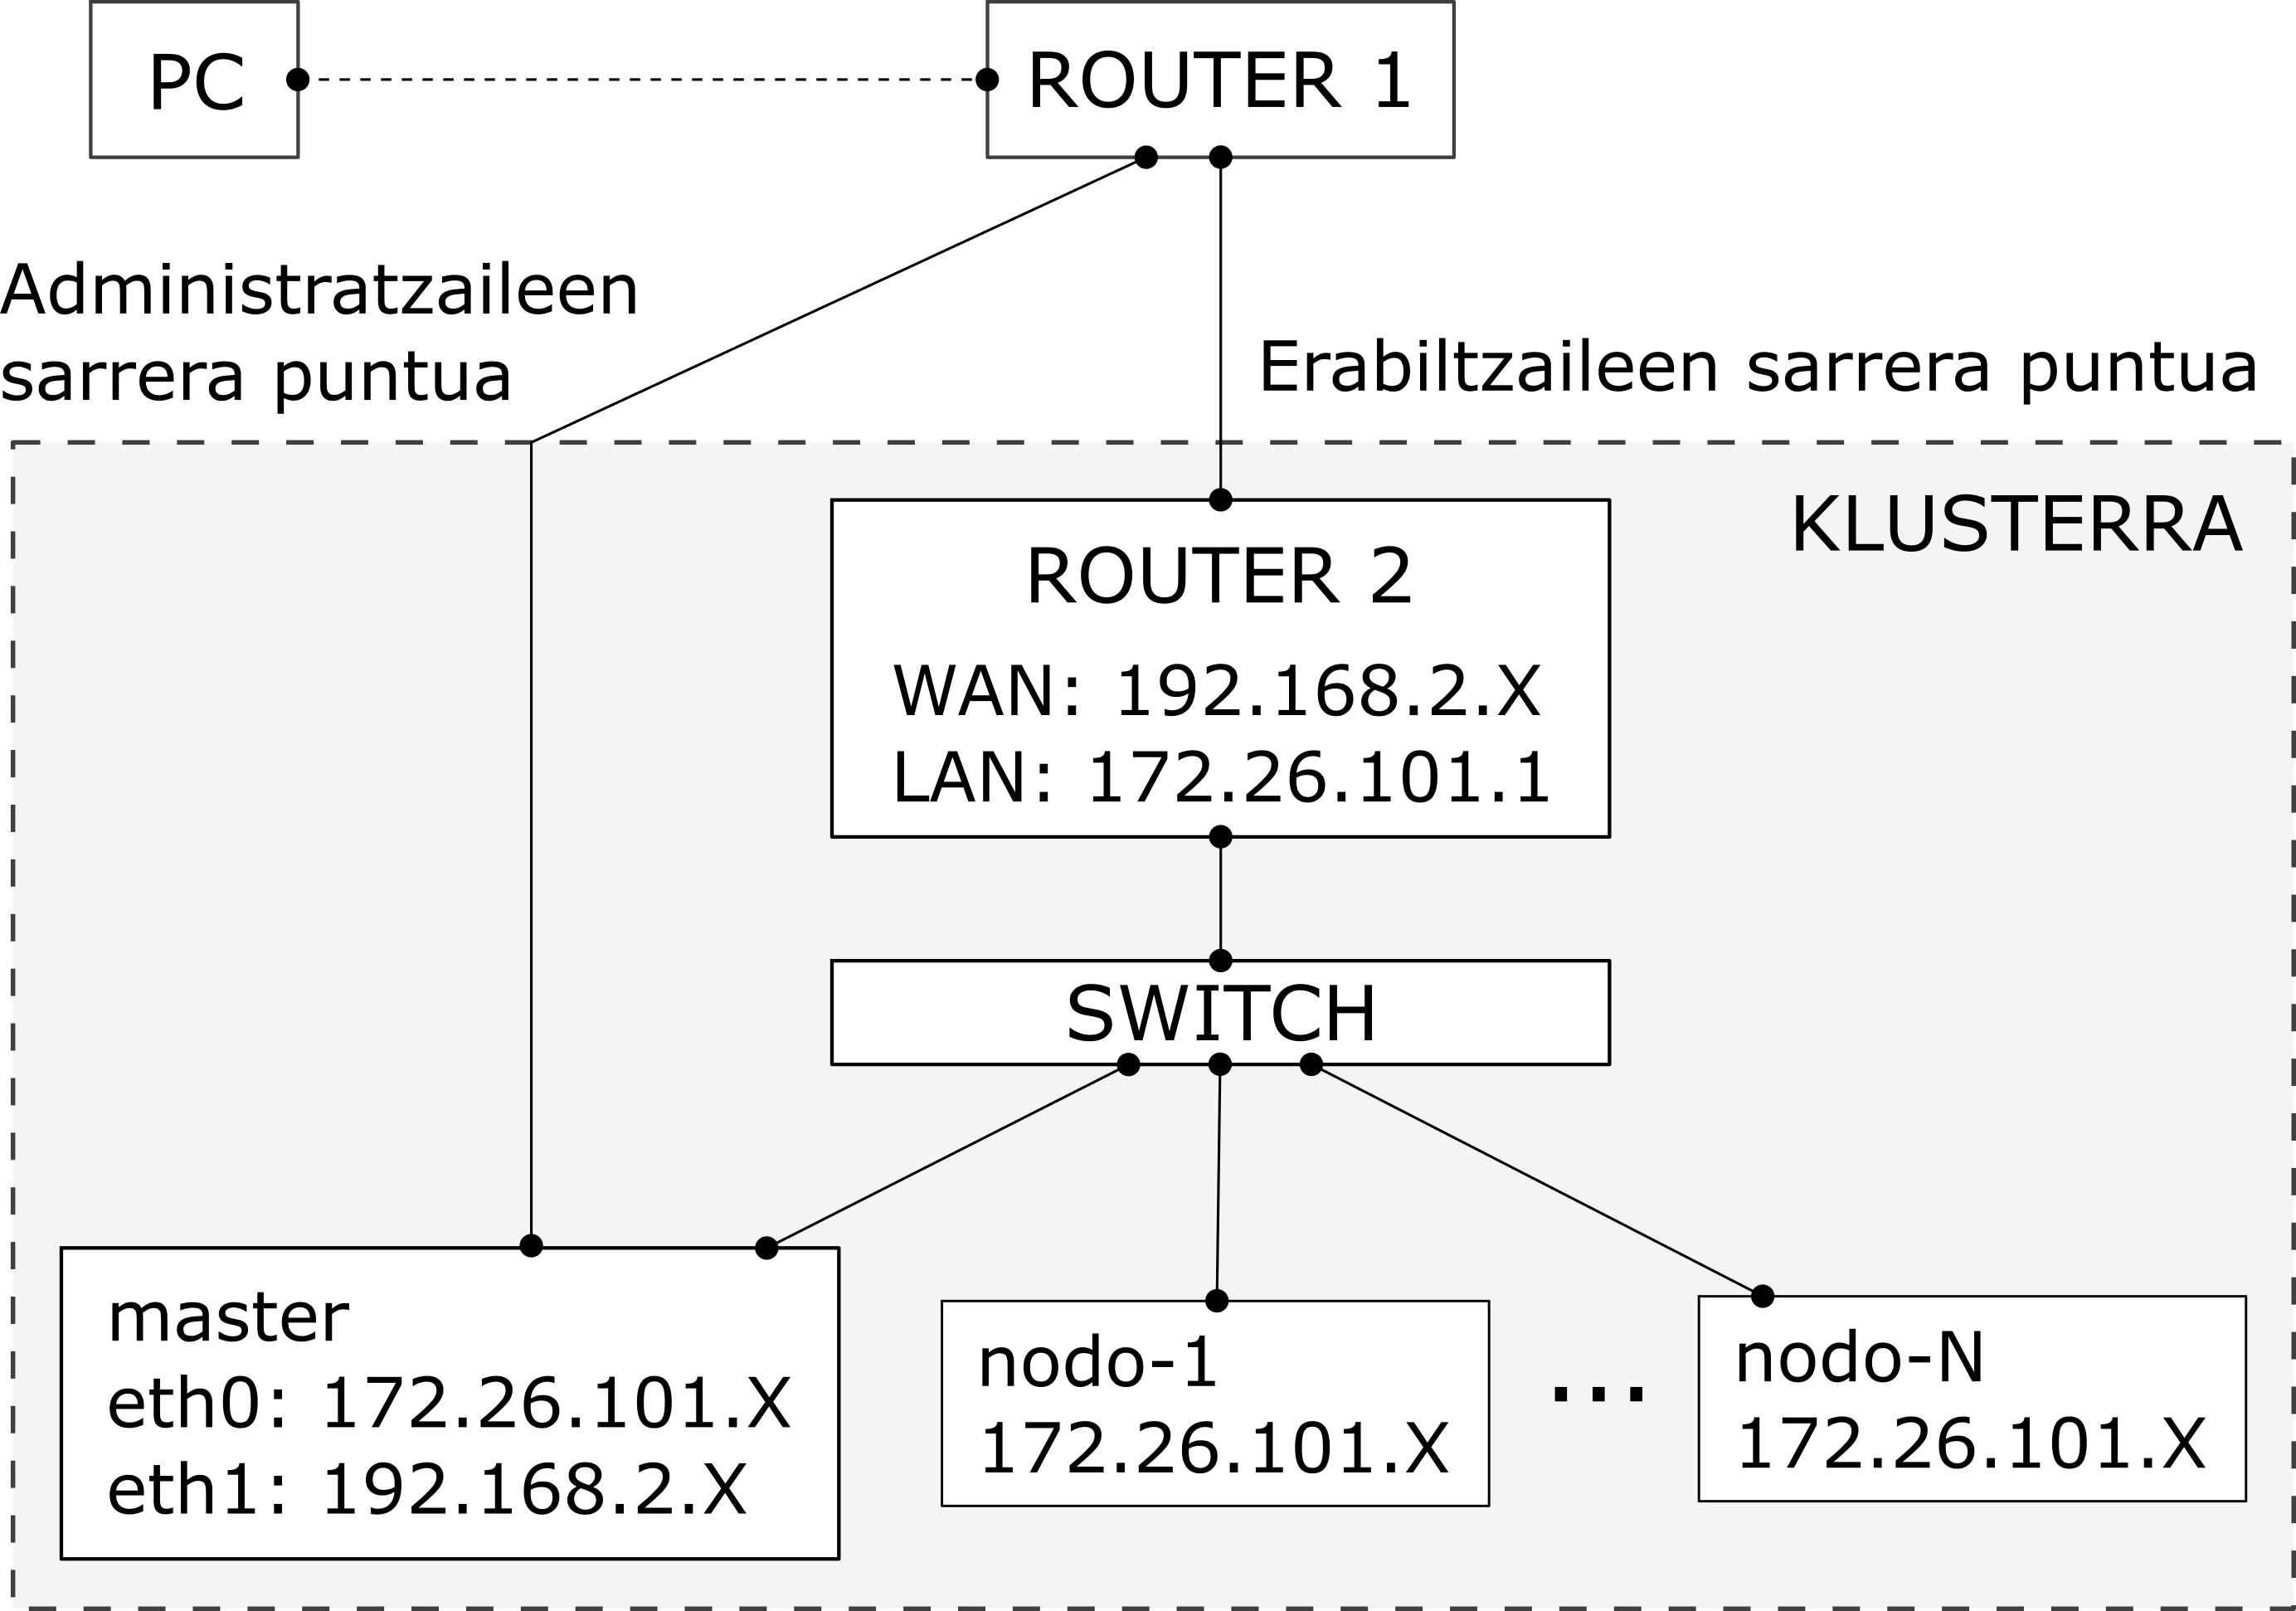 PC
ROUTER 1
Administratzaileen
sarrera puntua
Erabiltzaileen sarrera puntua
KLUSTERRA
ROUTER 2
WAN: 192.168.2.X
LAN: 172.26.101.1
SWITCH
master
eth0: 172.26.101.X
eth1: 192.168.2.X
nodo-1
172.26.101.X
...
nodo-N
172.26.101.X